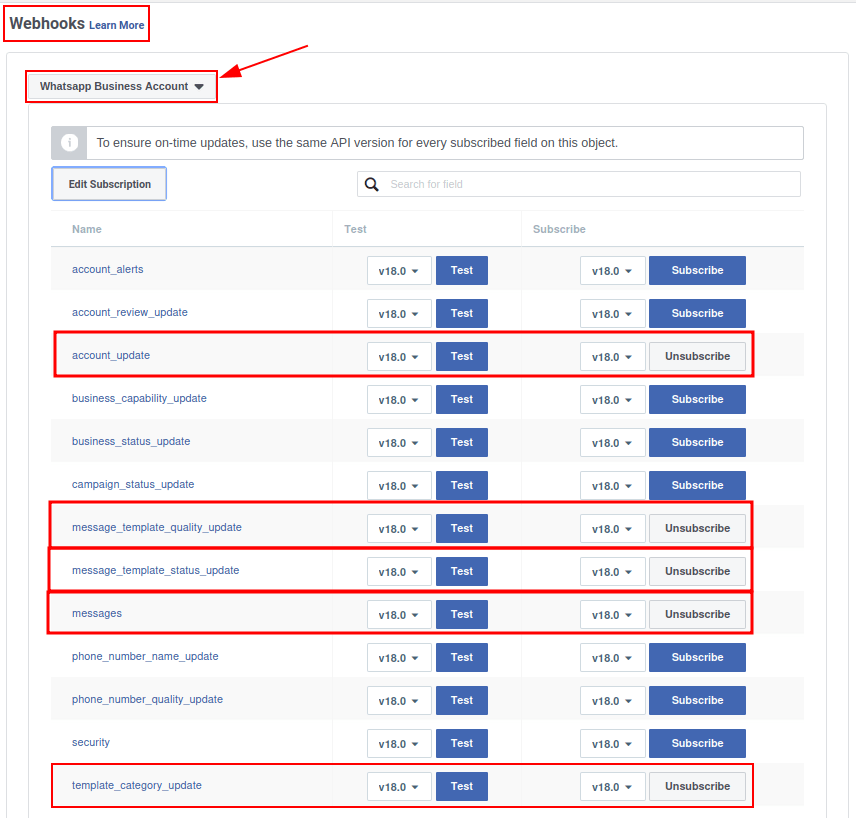 Webhooks Learn More
Whatsapp Business Account
To ensure on-time updates, use the same API version for every subscribed field on this object.
Edit Subscription Search for field
Name Test Subscribe
account_alerts v18.0 Test v18.0 Subscribe
account_review_update v18.0 Test v18.0 Subscribe
account_update v18.0 Test v18.0 Unsubscribe
business_capability_update v18.0 Test v18.0 Subscribe
business_status_update v18.0 Test v18.0 Subscribe
campaign_status_update v18.0 Test v18.0 Subscribe
message_template_quality_update v18.0 Test v18.0 Unsubscribe
message_template_status_update v18.0 Test v18.0 Unsubscribe
messages v18.0 Test v18.0 Unsubscribe
phone_number_name_update v18.0 Test v18.0 Subscribe
phone_number_quality_update v18.0 Test v18.0 Subscribe
security v18.0 Test v18.0 Subscribe
template_category_update v18.0 Test v18.0 Unsubscribe